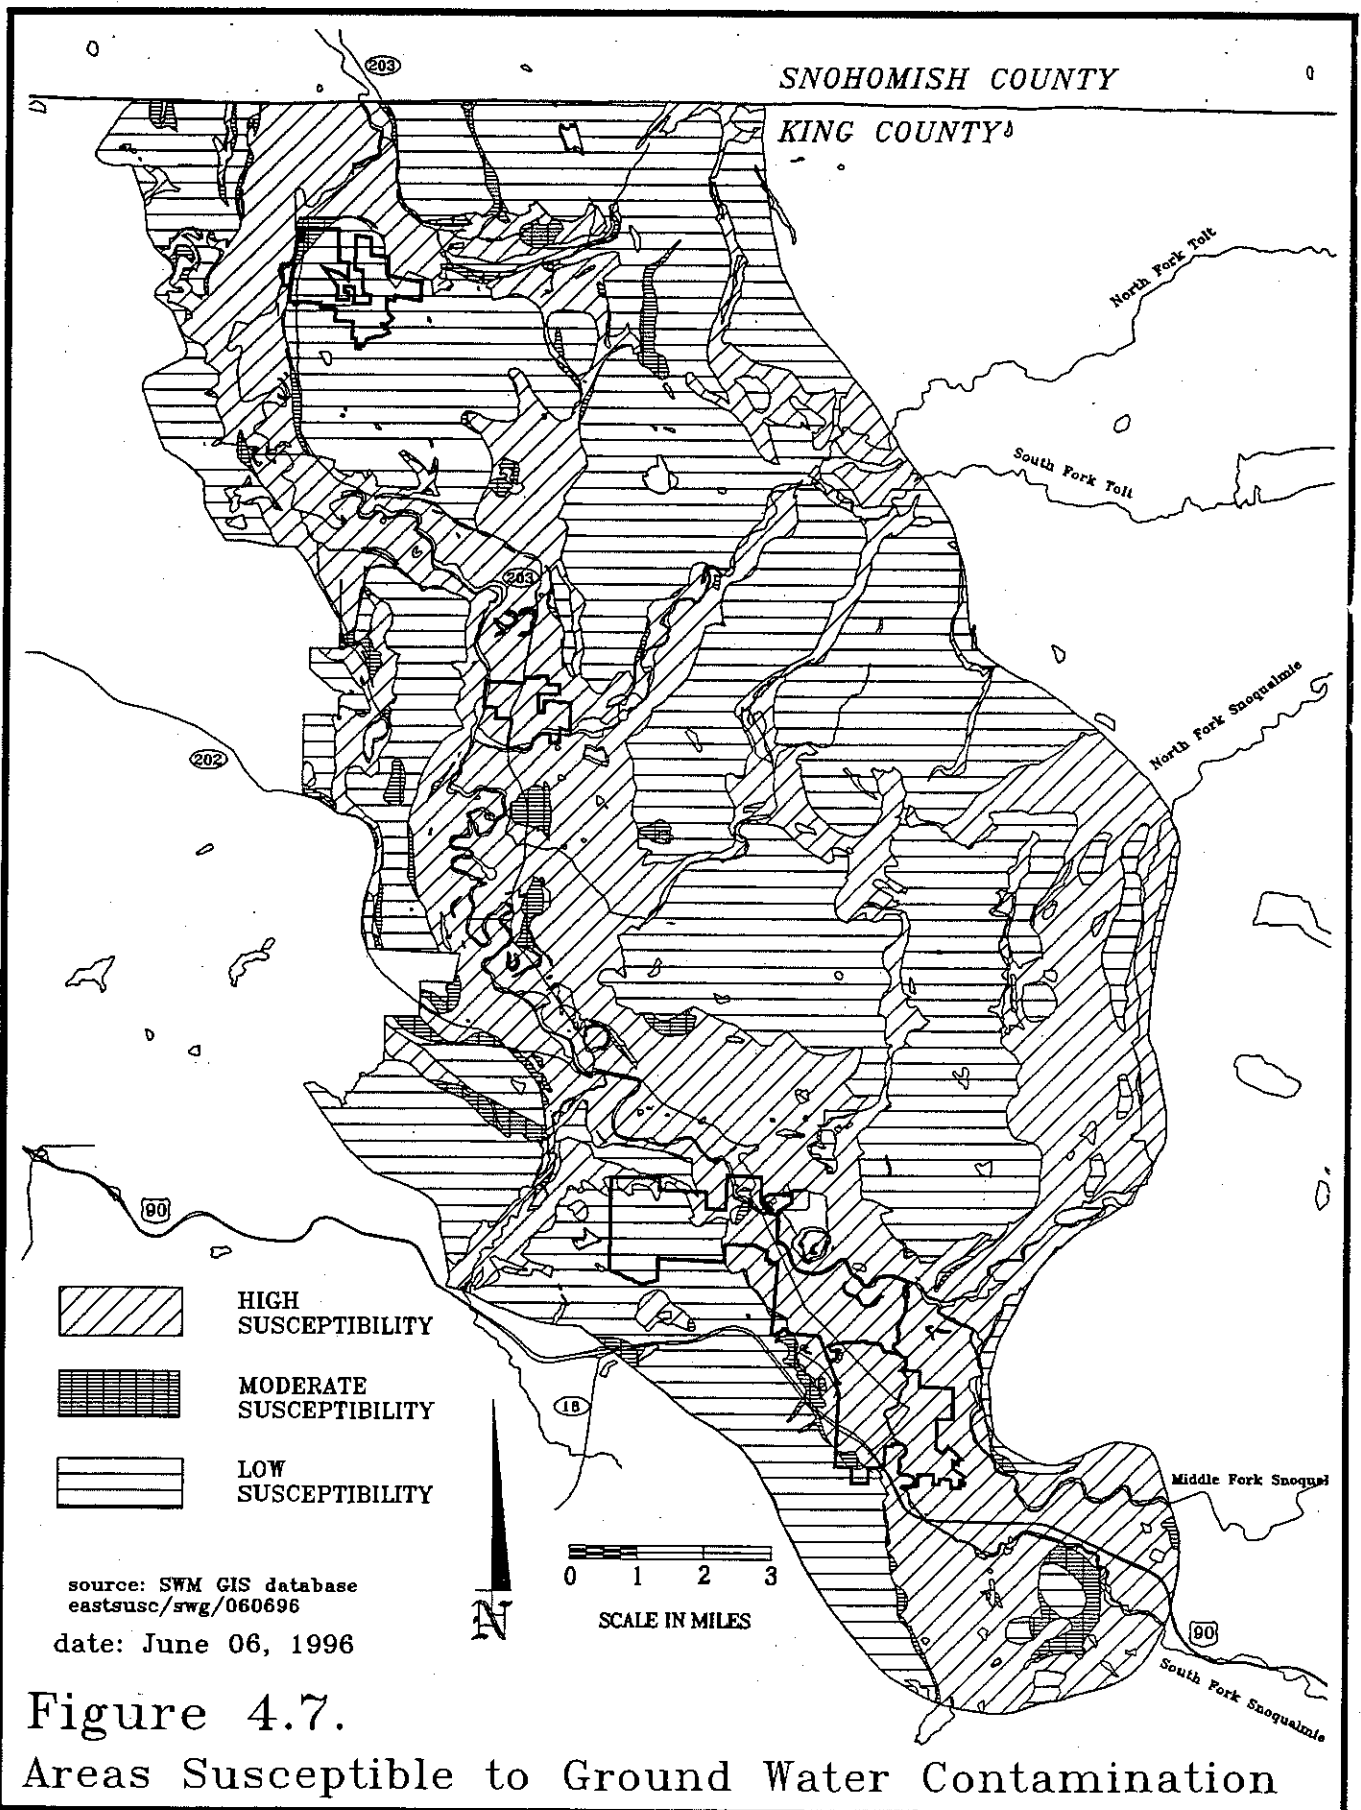 203
SNOHOMISH COUNTY
KING COUNTY
North Fork Tolt
South Fork Tolt
203
North Fork Snoqualmie
202
90
HIGH
SUSCEPTIBILITY
MODERATE
SUSCEPTIBILITY
LOW
SUSCEPTIBILITY
18
Middle Fork Snoqual
source: SWM GIS database
eastsusc/swg/060696
date: June 06, 1996
N
0 1 2 3
SCALE IN MILES
90
South Fork Snoqualmie
Figure 4.7.
Areas Susceptible to Ground Water Contamination